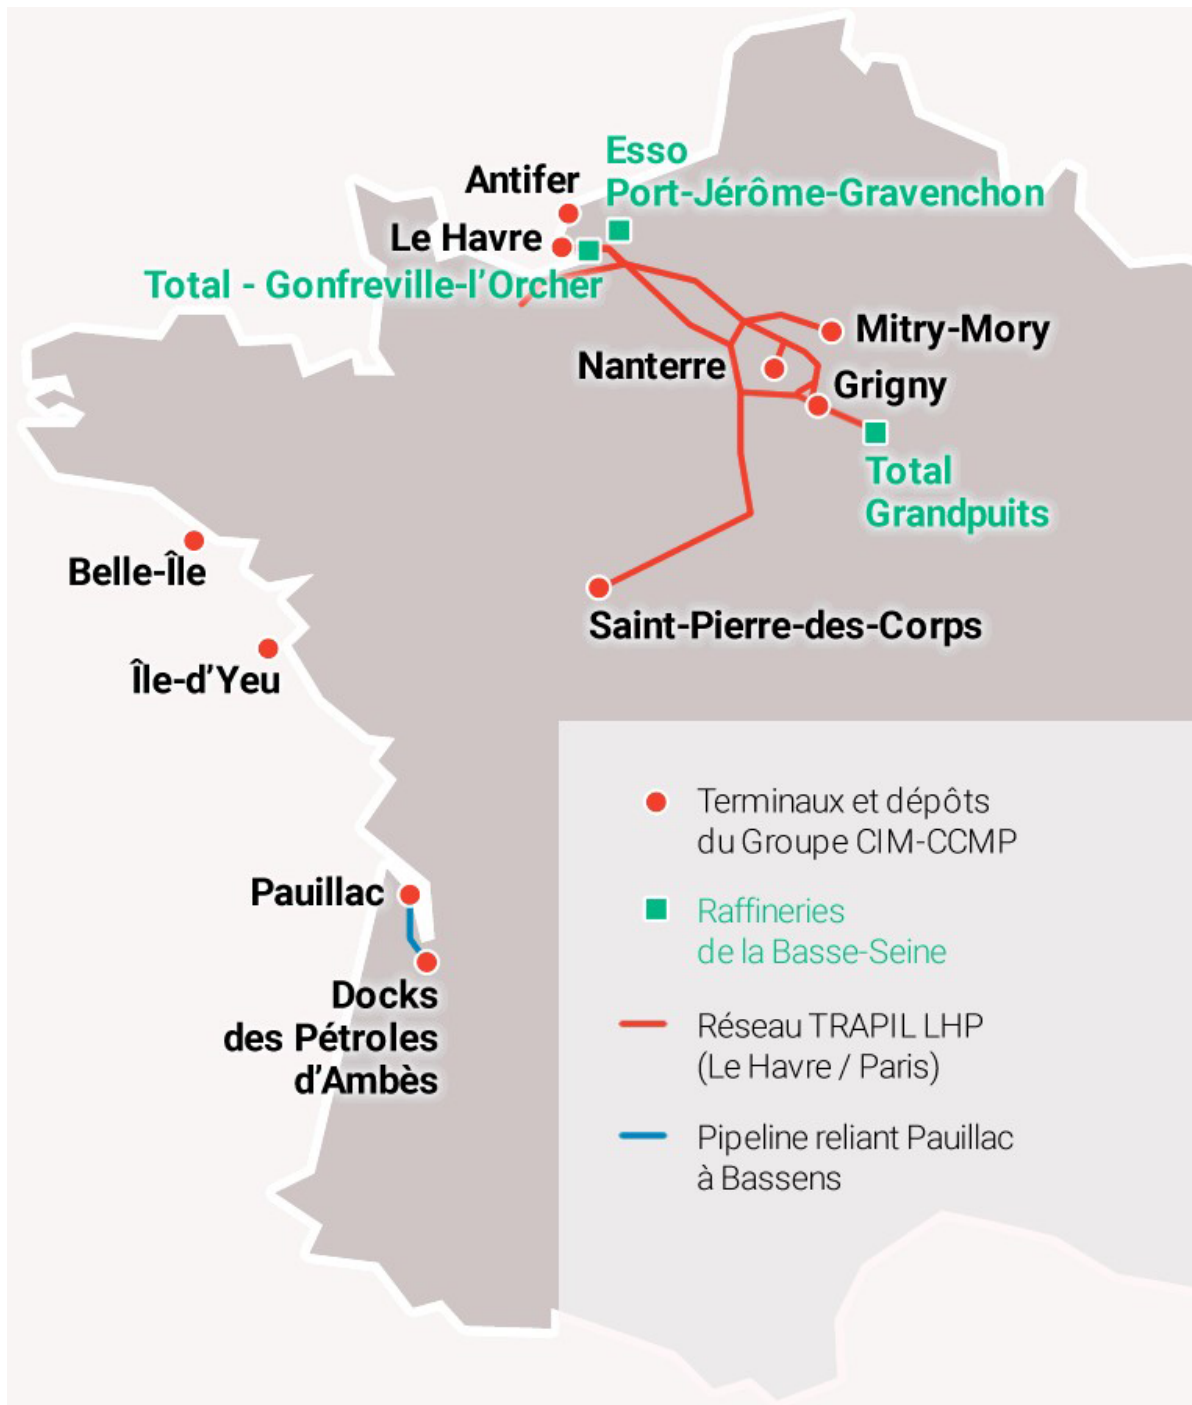 Esso
Port-Jérôme-Gravenchon
Antifer
Le Havre
Total - Gonfreville-l’Orcher
Mitry-Mory
Nanterre
Grigny
Total
Grandpuits
Belle-Île
Saint-Pierre-des-Corps
Île-d’Yeu
Pauillac
Docks
des Pétroles
d’Ambès
Terminaux et dépôts
du Groupe CIM-CCMP
Raffineries
de la Basse-Seine
Réseau TRAPIL LHP
(Le Havre / Paris)
Pipeline reliant Pauillac
à Bassens